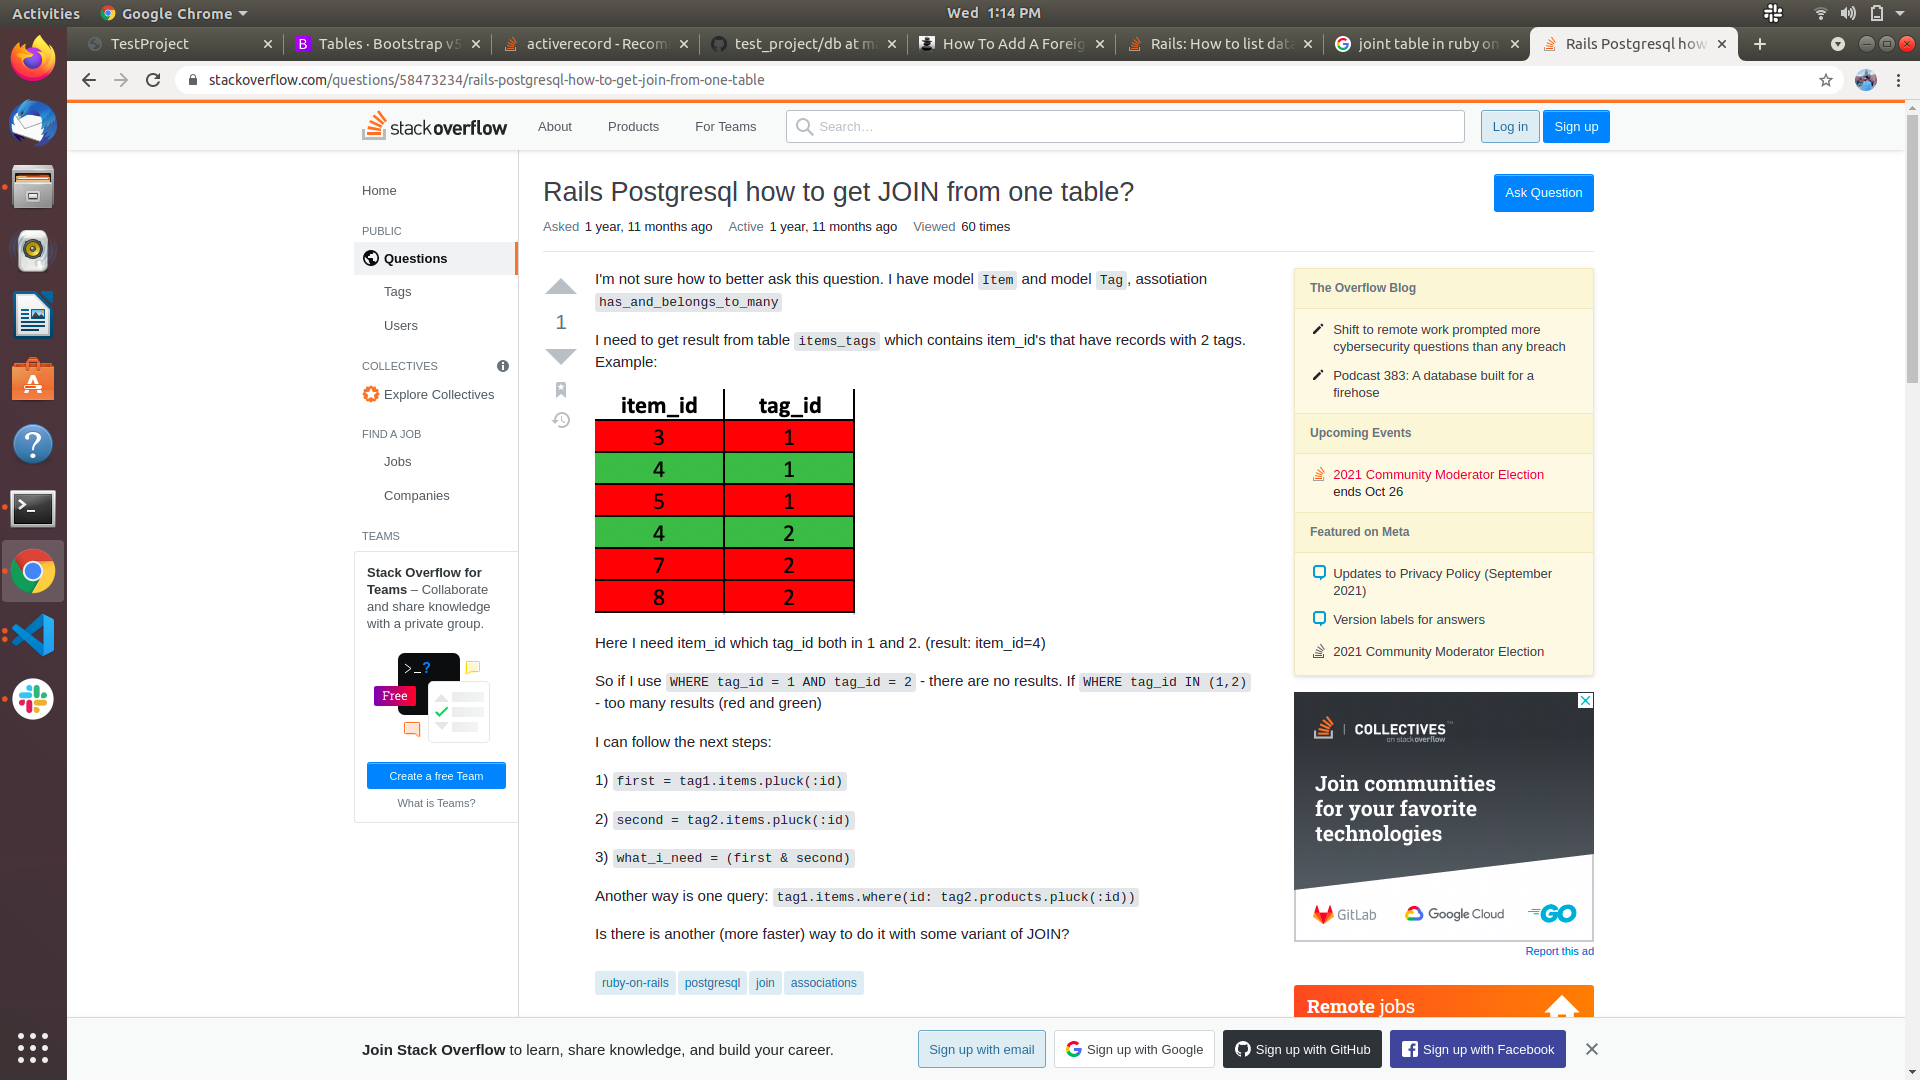 Activities
Google Chrome
Wed 1:14 PM
TestProject
Tables · Bootstrap v5
activerecord - Recom
test_project/db at m
How To Add A Foreig
Rails: How to list data
joint table in ruby on
Rails Postgresql how
stackoverflow.com/questions/58473234/rails-postgresql-how-to-get-join-from-one-table
stackoverflow
About
Products
For Teams
Search…
Log in
Sign up
Home
PUBLIC
Questions
Tags
Users
COLLECTIVES
Explore Collectives
FIND A JOB
Jobs
Companies
TEAMS
Stack Overflow for
Teams – Collaborate
and share knowledge
with a private group.
>_?
Free
Create a free Team
What is Teams?
Rails Postgresql how to get JOIN from one table?
Ask Question
Asked 1 year, 11 months ago Active 1 year, 11 months ago Viewed 60 times
1
I'm not sure how to better ask this question. I have model Item and model Tag , assotiation
has_and_belongs_to_many
I need to get result from table items_tags which contains item_id's that have records with 2 tags.
Example:
item_id tag_id
3 1
4 1
5 1
4 2
7 2
8 2
Here I need item_id which tag_id both in 1 and 2. (result: item_id=4)
So if I use WHERE tag_id = 1 AND tag_id = 2 - there are no results. If WHERE tag_id IN (1,2)
- too many results (red and green)
I can follow the next steps:
1) first = tag1.items.pluck(:id)
2) second = tag2.items.pluck(:id)
3) what_i_need = (first & second)
Another way is one query: tag1.items.where(id: tag2.products.pluck(:id))
Is there is another (more faster) way to do it with some variant of JOIN?
ruby-on-rails postgresql join associations
The Overflow Blog
Shift to remote work prompted more
cybersecurity questions than any breach
Podcast 383: A database built for a
firehose
Upcoming Events
2021 Community Moderator Election
ends Oct 26
Featured on Meta
Updates to Privacy Policy (September
2021)
Version labels for answers
2021 Community Moderator Election
COLLECTIVES™
on stackoverflow
Join communities
for your favorite
technologies
GitLab
Google Cloud
GO
Report this ad
Remote jobs
Join Stack Overflow to learn, share knowledge, and build your career.
Sign up with email
Sign up with Google
Sign up with GitHub
Sign up with Facebook